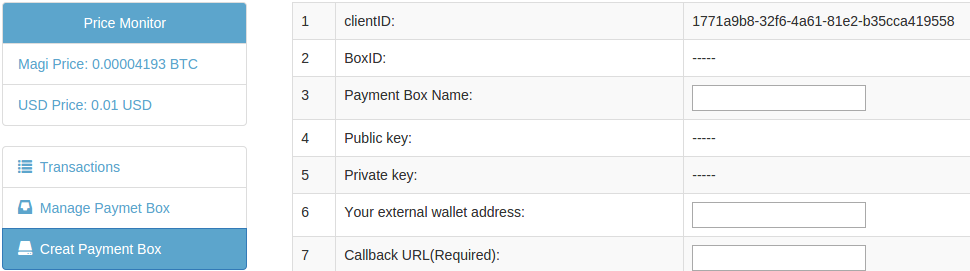 Price Monitor
Magi Price: 0.00004193 BTC
USD Price: 0.01 USD
Transactions
Manage Paymet Box
Creat Payment Box
1 clientID: 1771a9b8-32f6-4a61-81e2-b35cca419558
2 BoxID: -----
3 Payment Box Name:
4 Public key: -----
5 Private key: -----
6 Your external wallet address:
7 Callback URL(Required):